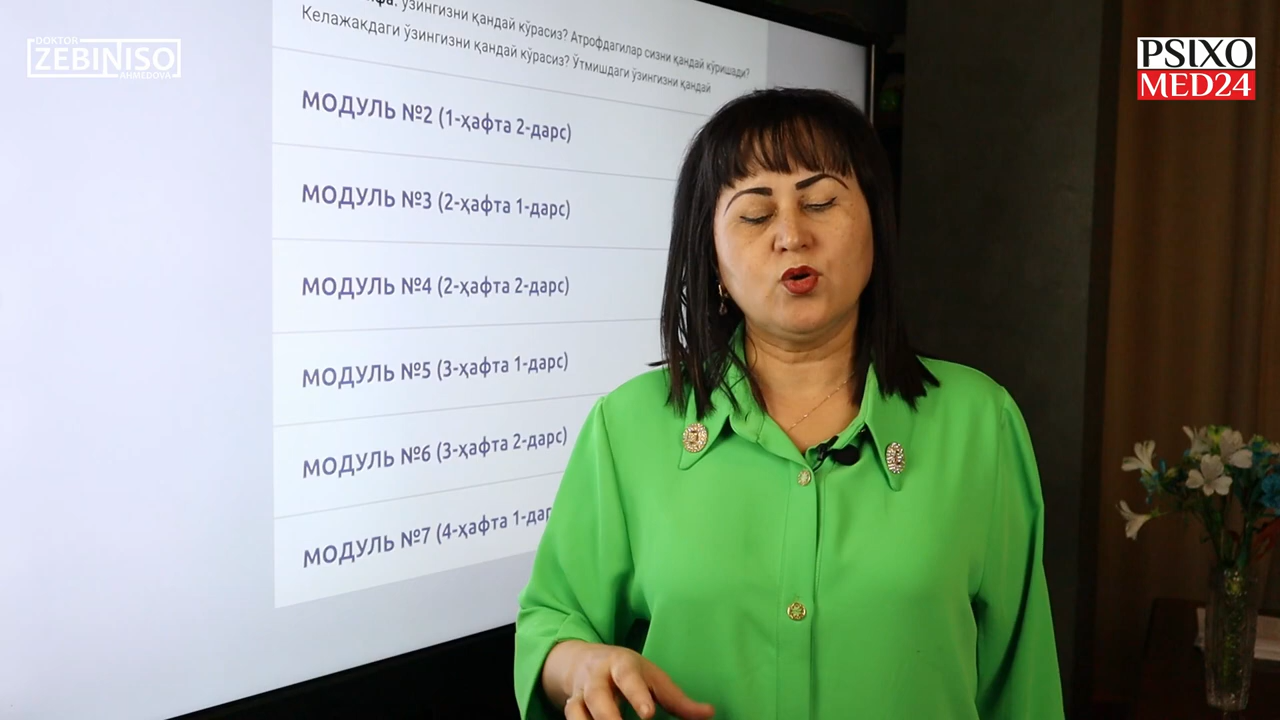 DOKTOR
ZEBINISO
AHMEDOVA
PSIXO
MED24
ўзингизни қандай кўрасиз? Атрофдагилар сизни қандай кўришади?
Келажакдаги ўзингизни қандай кўрасиз? Ўтмишдаги ўзингизни қандай
МОДУЛЬ №2 (1-ҳафта 2-дарс)
МОДУЛЬ №3 (2-ҳафта 1-дарс)
МОДУЛЬ №4 (2-ҳафта 2-дарс)
МОДУЛЬ №5 (3-ҳафта 1-дарс)
МОДУЛЬ №6 (3-ҳафта 2-дарс)
МОДУЛЬ №7 (4-ҳафта 1-дар